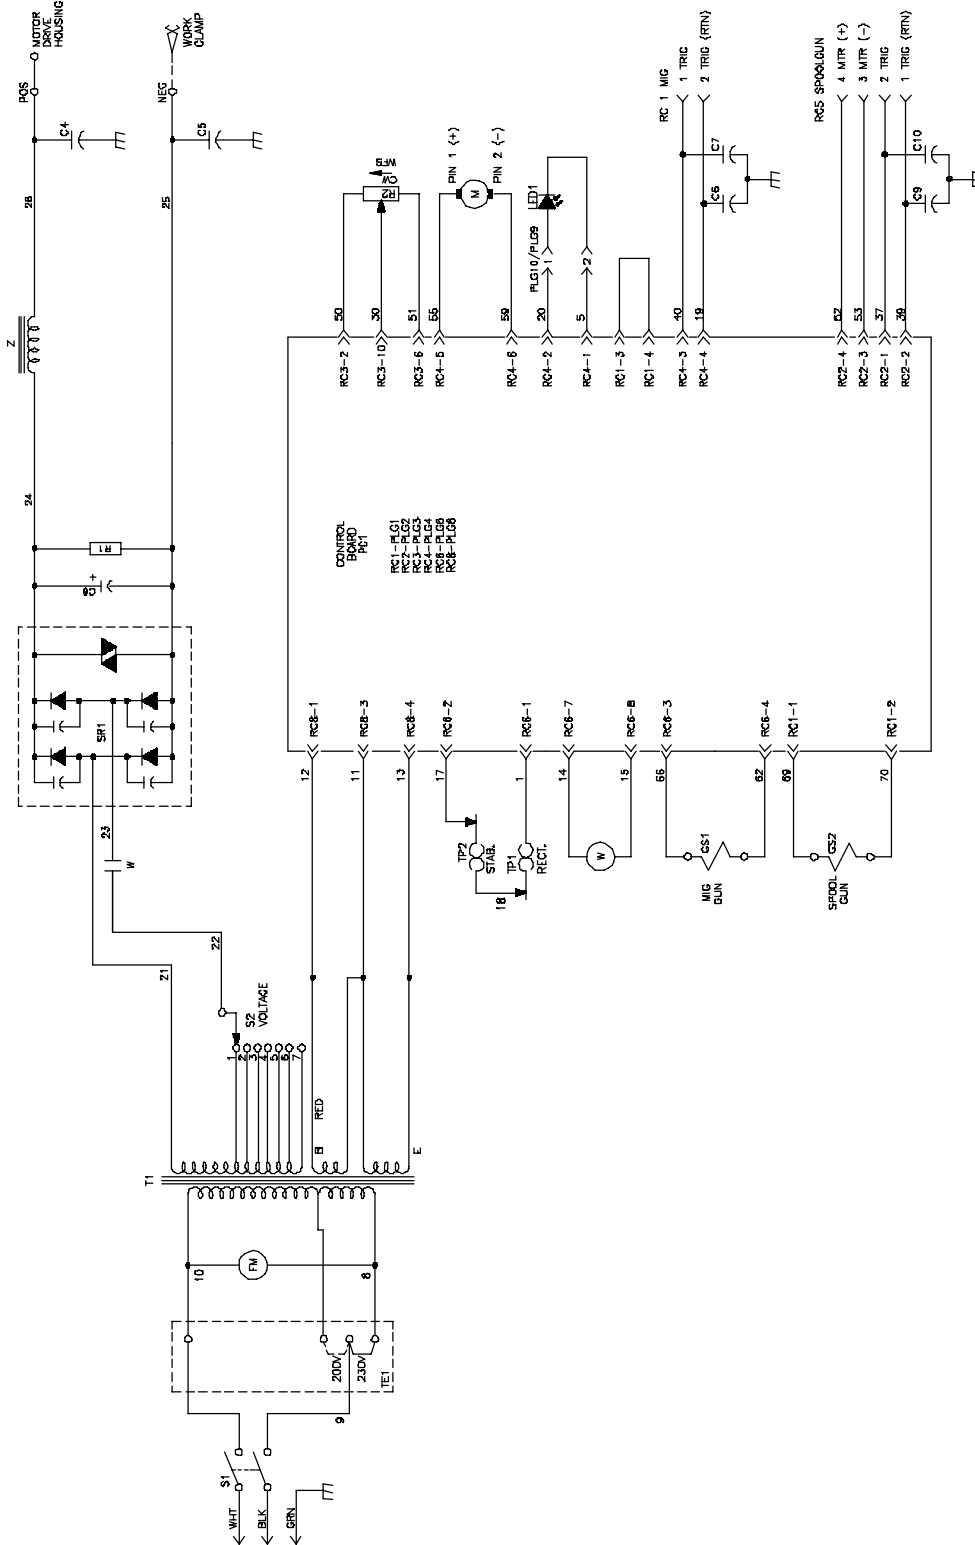 MOTOR
DRIVE
HOUSING
WORK
CLAMP
POS
NEG
C4
C5
26
25
Z
24
R1
C8
+
SR1
23
W
22
21
S2
VOLTAGE
1
2
3
4
5
6
7
T1
RED
B
E
10
FM
8
200V
230V
TE1
9
S1
WHT
BLK
GRN
12
RC8-1
11
RC8-3
13
RC8-4
17
RC6-2
TP2
STAB.
18
TP1
RECT.
1
RC6-1
14
RC6-7
W
15
RC6-8
66
RC6-3
GS1
MIG
GUN
62
RC6-4
69
RC1-1
GS2
SPOOL
GUN
70
RC1-2
CONTROL
BOARD
PC1
RC1-PLG1
RC2-PLG2
RC3-PLG3
RC4-PLG4
RC6-PLG6
RC8-PLG8
RC3-2
50
RC3-10
30
RC3-6
51
R2
CW
WFS
RC4-5
RC4-6
59
M
PIN 1 (+)
PIN 2 (-)
RC4-2
20
RC4-1
5
PLG10/PLG9
1
2
LED1
RC1-3
RC1-4
RC4-3
40
RC4-4
19
C6
C7
RC 1 MIG
1 TRIG
2 TRIG (RTN)
RC2-4
RC2-3
53
RC2-1
37
RC2-2
39
C9
C10
RC5 SPOOLGUN
4 MTR (+)
3 MTR (-)
2 TRIG
1 TRIG (RTN)